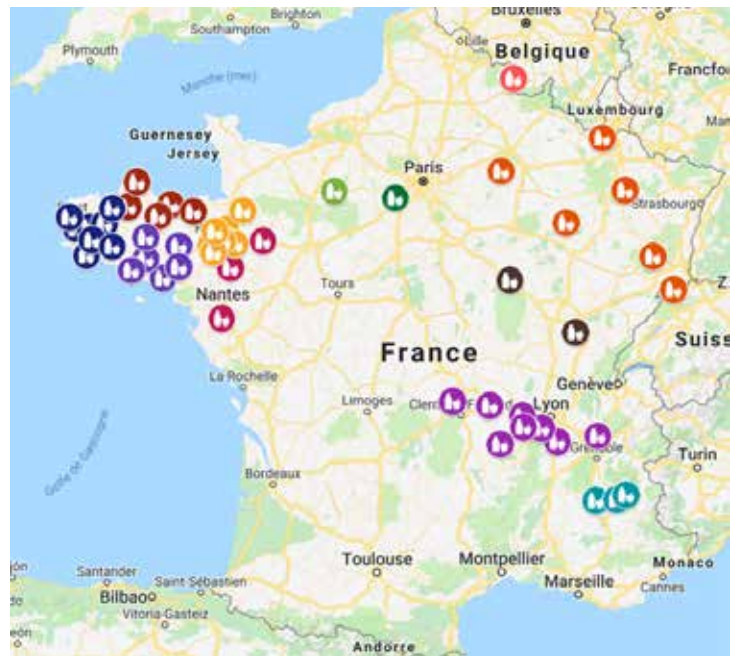 Bruxelles
Brighton
Southampton
Plymouth
Lille
Belgique
Francfo
Manche (mer)
Luxembourg
Guernesey
Jersey
Paris
Strasbourg
Tours
Nantes
France
Suiss
Genève
La Rochelle
Limoges
Lyon
Grenoble
Turin
Golfe de Gascogne
Bordeaux
Toulouse
Montpellier
Monaco
Santander
Saint Sébastien
Marseille
Cannes
Bilbao
Vitoria-Gasteiz
Andorre